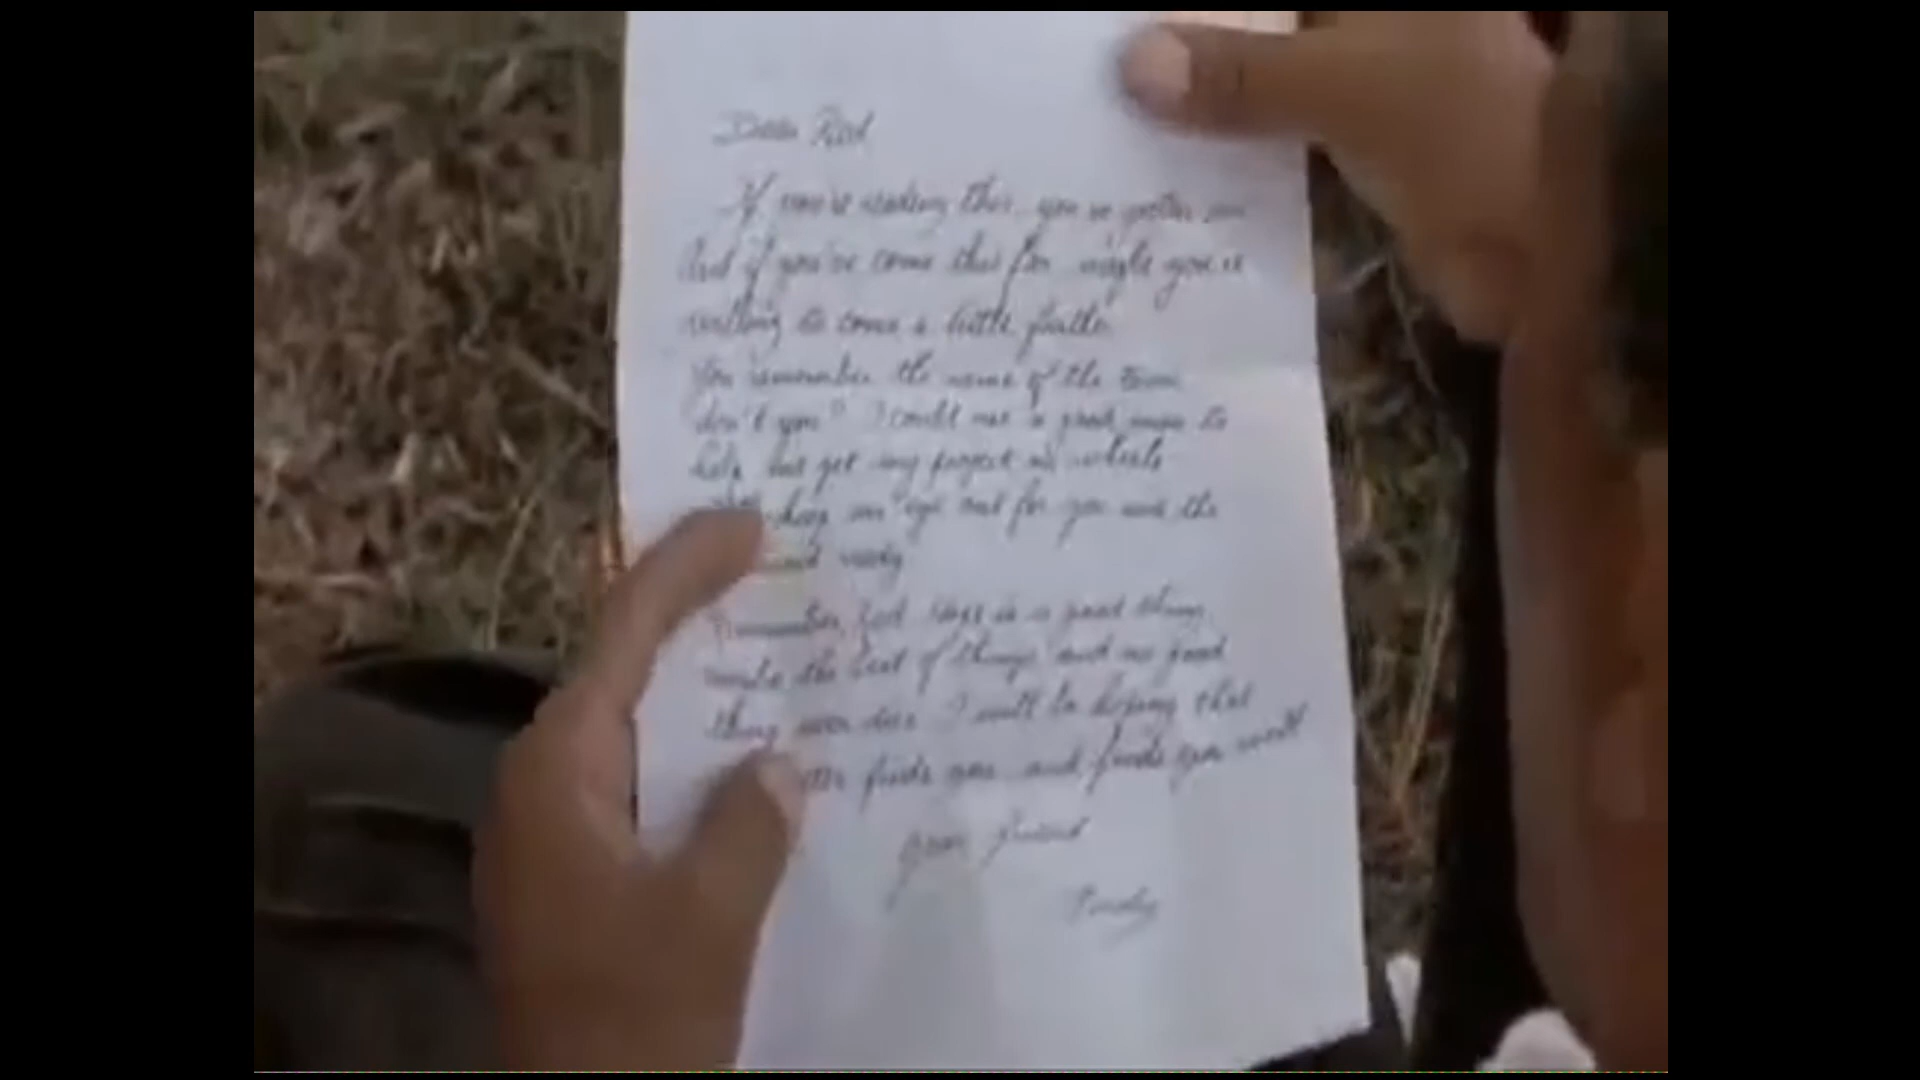 Dear Red
If you're reading this, you've gotten out
And if you've come this far, maybe you're
willing to come a little further
You remember the name of the town
don't you? I could use a good man to
help me get my project on wheels
keep an eye out for you and the
ready
Remember Red. Hope is a good thing
maybe the best of things and no good
thing ever dies. I will be hoping that
finds you and finds you well
Your friend
Andy